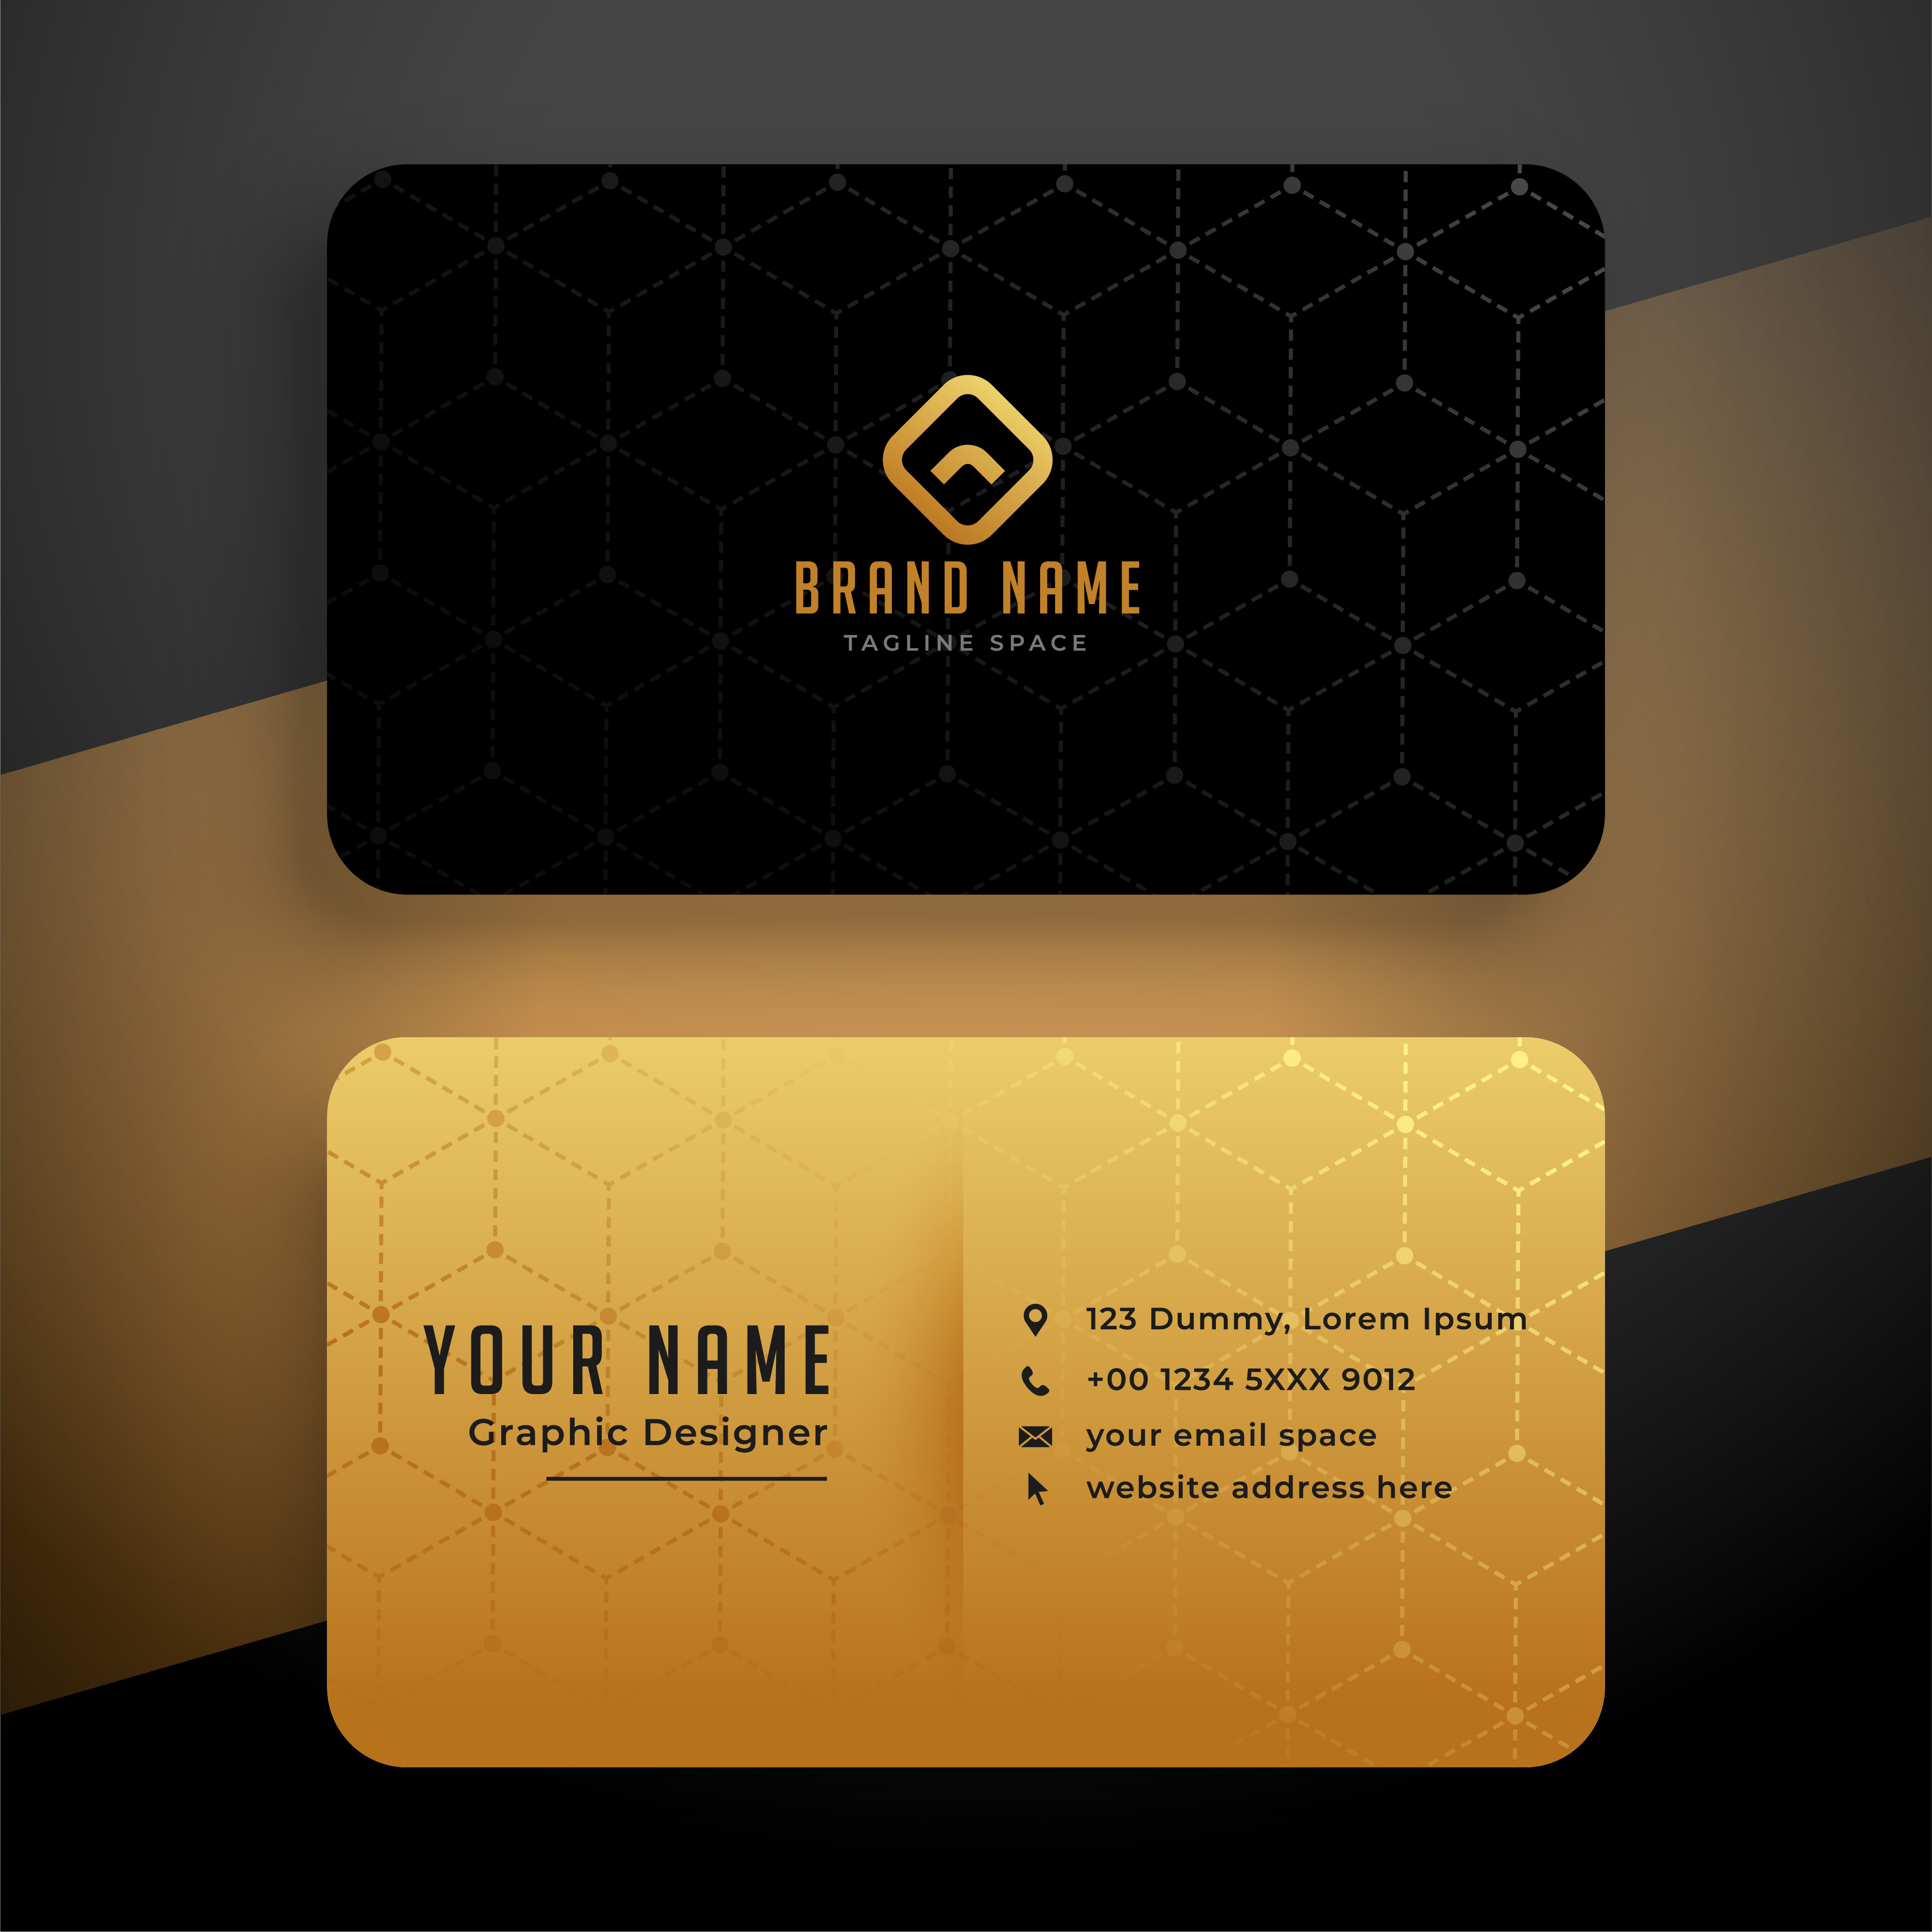 BRAND NAME
TAGLINE SPACE
YOUR NAME
Graphic Designer
123 Dummy, Lorem Ipsum
+00 1234 5XXX 9012
your email space
website address here